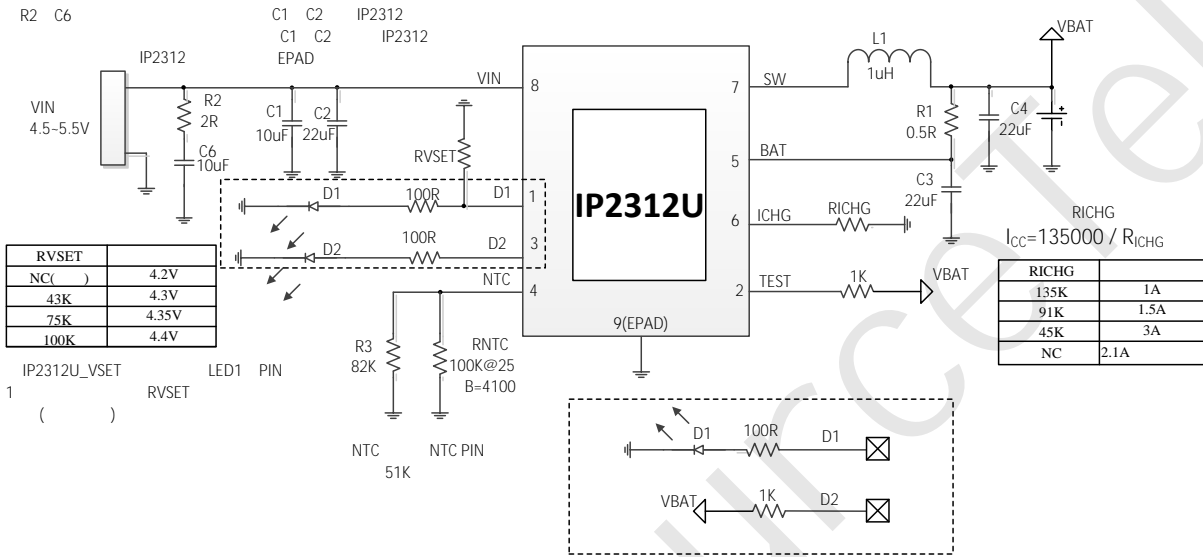 R2 C6
C1 C2 IP2312
C1 C2 IP2312
EPAD
IP2312
VIN
4.5~5.5V
R2
2R
C6
10uF
C1
10uF
C2
22uF
VIN
8
RVSET
D1
100R
D1
1
D2
100R
D2
3
NTC
4
R3
82K
RNTC
100K@25
B=4100
IP2312U
9(EPAD)
7
SW
L1
1uH
VBAT
R1
0.5R
C4
22uF
5
BAT
C3
22uF
6
ICHG
RICHG
2
TEST
1K
VBAT
RICHG
ICC=135000 / RICHG
RICHG
135K 1A
91K 1.5A
45K 3A
NC 2.1A
RVSET
NC( ) 4.2V
43K 4.3V
75K 4.35V
100K 4.4V
IP2312U_VSET LED1 PIN
1 RVSET
( )
NTC NTC PIN
51K
D1
100R
D1
VBAT
1K
D2
urceTel